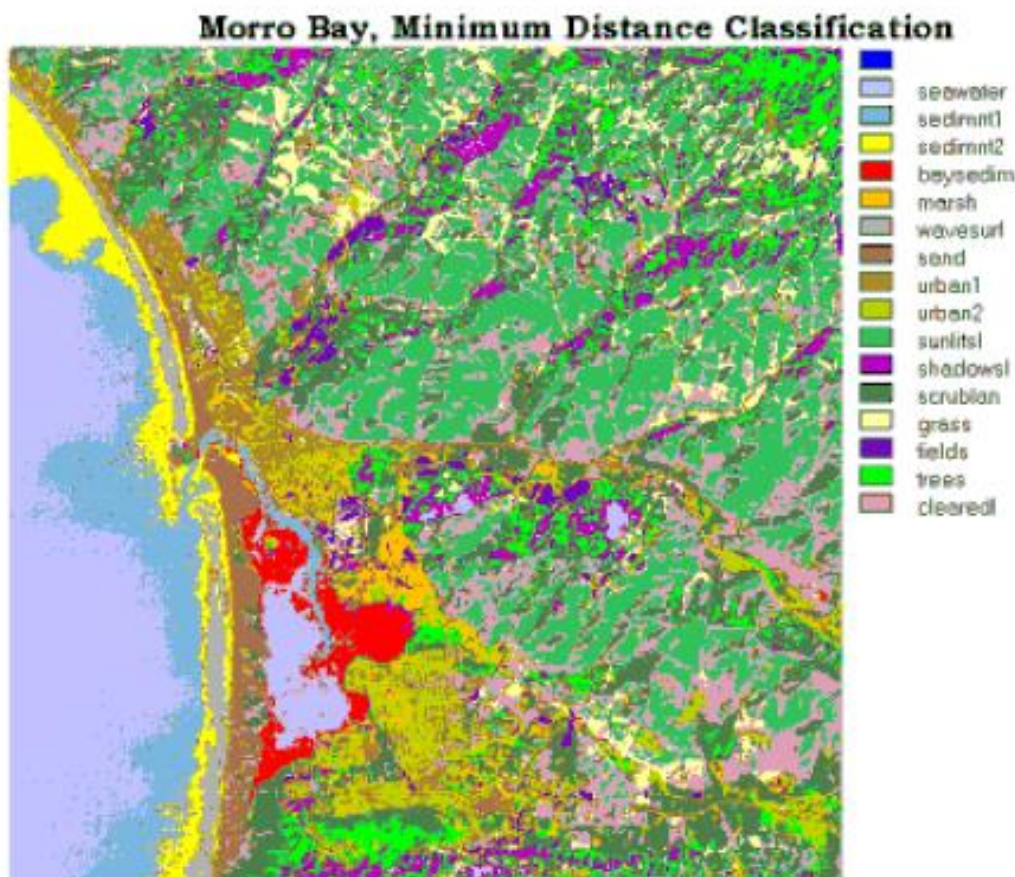 Morro Bay, Minimum Distance Classification
seawater
sedimnt1
sedimnt2
baysedim
marsh
wavesurf
sand
urban1
urban2
sunlitsl
shadowsl
scrublan
grass
fields
trees
clearedl